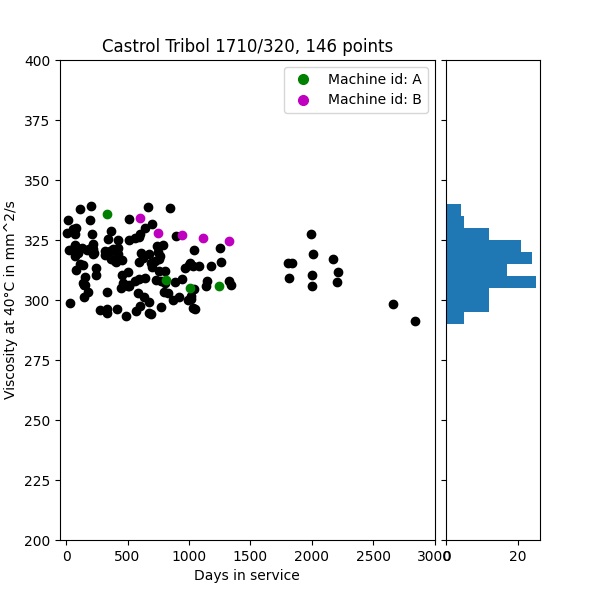 Castrol Tribol 1710/320, 146 points
Machine id: A
Machine id: B
Viscosity at 40°C in mm^2/s
400
375
350
325
300
275
250
225
200
0 500 1000 1500 2000 2500 3000
0 20
Days in service